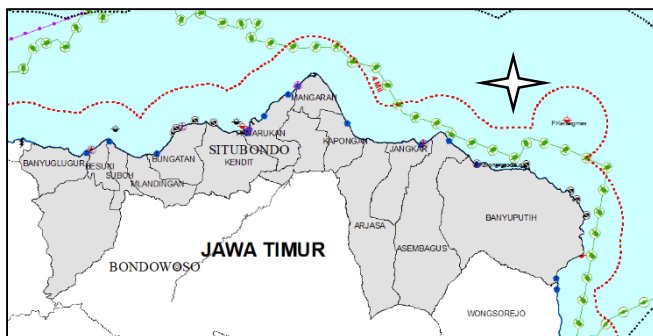 MANGARAN
PANARUKAN
SITUBONDO
KAPONGAN
JANGKAR
BANYUGLUGUR
BESUKI
BUNGATAN
KENDIT
SUBOH
MLANDINGAN
BANYUPUTIH
ARJASA
ASEMBAGUS
JAWA TIMUR
BONDOWOSO
WONGSOREJO